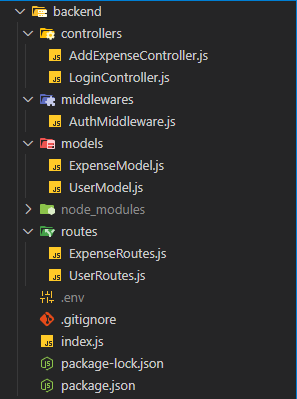 backend
controllers
JS AddExpenseController.js
JS LoginController.js
middlewares
JS AuthMiddleware.js
models
JS ExpenseModel.js
JS UserModel.js
node_modules
routes
JS ExpenseRoutes.js
JS UserRoutes.js
.env
.gitignore
JS index.js
package-lock.json
package.json